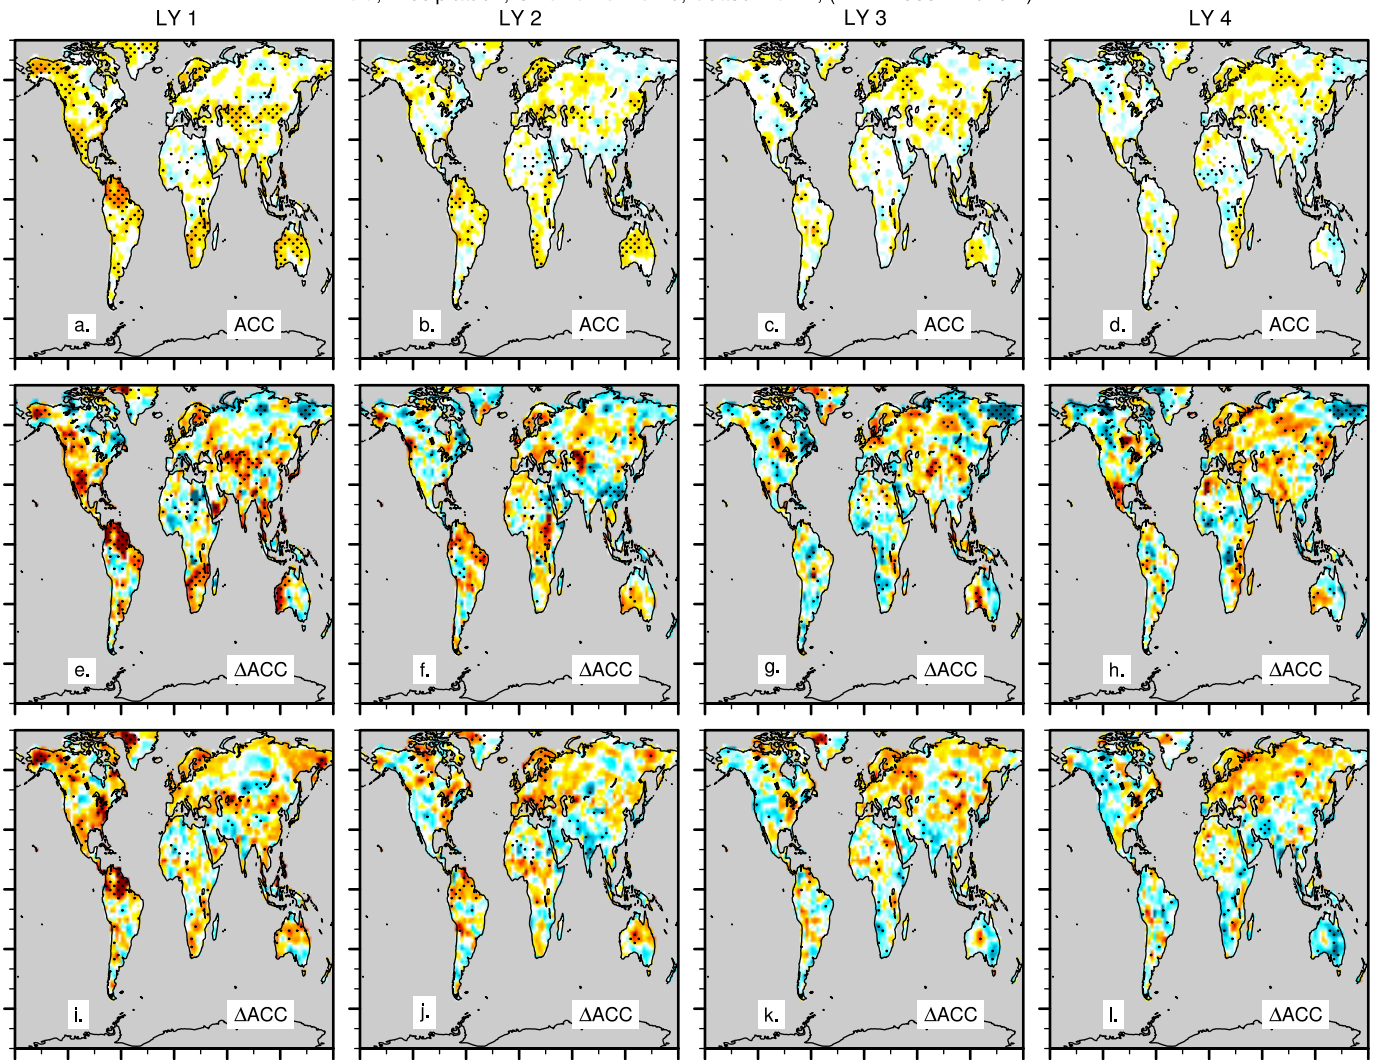 LY 1 LY 2 LY 3 LY 4
a. ACC b. ACC c. ACC d. ACC
e. ΔACC f. ΔACC g. ΔACC h. ΔACC
i. ΔACC j. ΔACC k. ΔACC l. ΔACC